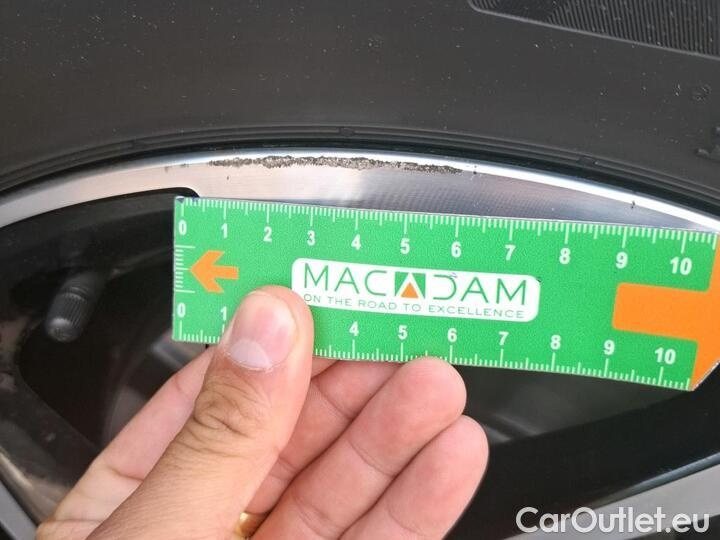 0 1 2 3 4 5 6 7 8 9 10
MACADAM
ON THE ROAD TO EXCELLENCE
0 1 4 5 6 7 8 9 10
CarOutlet.eu